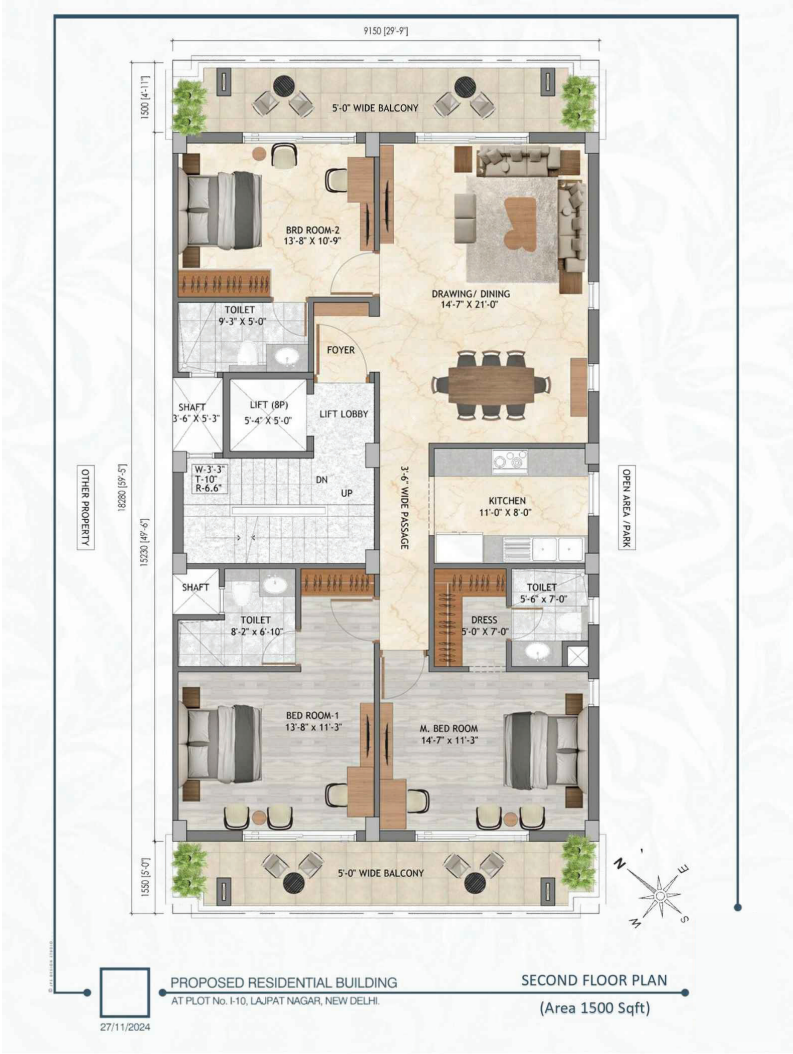 9150 [29'-9"]
1500 [4'-11"]
5'-0" WIDE BALCONY
BRD ROOM-2
13'-8" X 10'-9"
DRAWING/ DINING
14'-7" X 21'-0"
TOILET
9'-3" X 5'-0"
FOYER
SHAFT
3'-6" X 5'-3"
LIFT (8P)
5'-4" X 5'-0"
LIFT LOBBY
W-3'-3"
T-10"
R-6.6"
DN
UP
3'-6" WIDE PASSAGE
KITCHEN
11'-0" X 8'-0"
OTHER PROPERTY
18280 [59'-5"]
15230 [49'-6"]
OPEN AREA /PARK
SHAFT
TOILET
8'-2" x 6'-10"
DRESS
5'-0" X 7'-0"
TOILET
5'-6" x 7'-0"
BED ROOM-1
13'-8" x 11'-3"
M. BED ROOM
14'-7" x 11'-3"
1550 [5'-0"]
5'-0" WIDE BALCONY
N
E
S
W
PROPOSED RESIDENTIAL BUILDING
AT PLOT No. I-10, LAJPAT NAGAR, NEW DELHI.
SECOND FLOOR PLAN
(Area 1500 Sqft)
27/11/2024